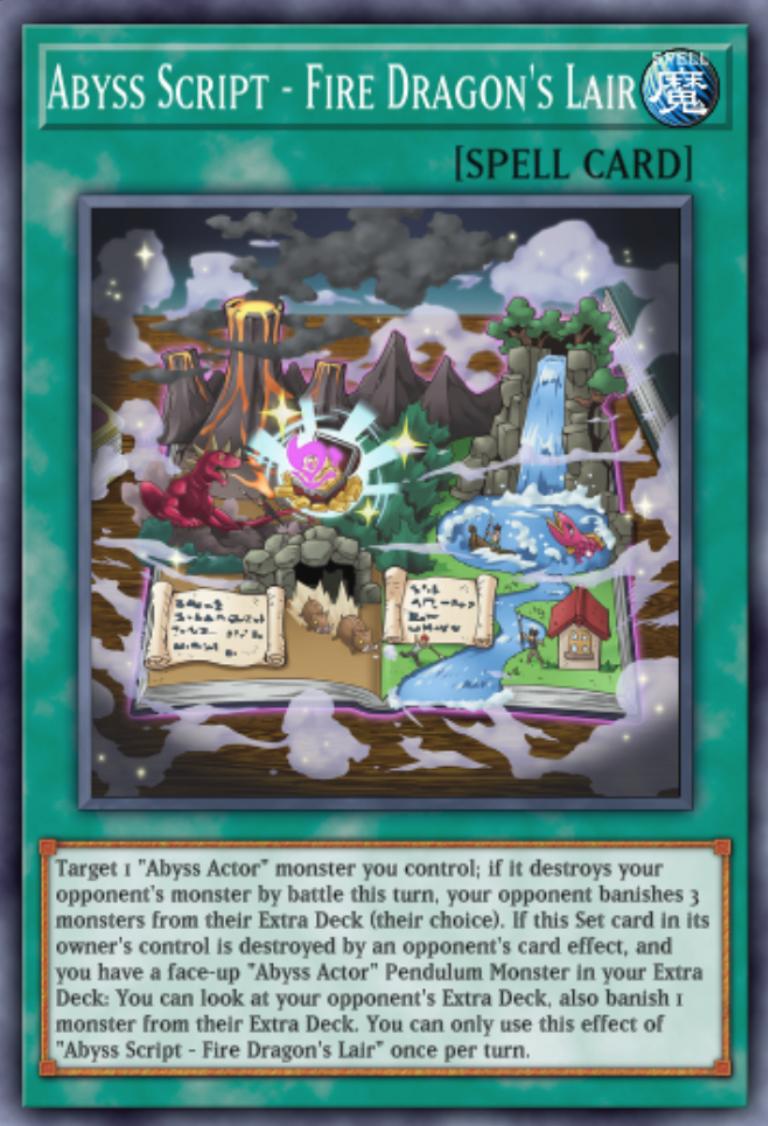 Abyss Script - Fire Dragon's Lair
SPELL
魔
[SPELL CARD]
Target 1 "Abyss Actor" monster you control; if it destroys your
opponent's monster by battle this turn, your opponent banishes 3
monsters from their Extra Deck (their choice). If this Set card in its
owner's control is destroyed by an opponent's card effect, and
you have a face-up "Abyss Actor" Pendulum Monster in your Extra
Deck: You can look at your opponent's Extra Deck, also banish 1
monster from their Extra Deck. You can only use this effect of
"Abyss Script - Fire Dragon's Lair" once per turn.